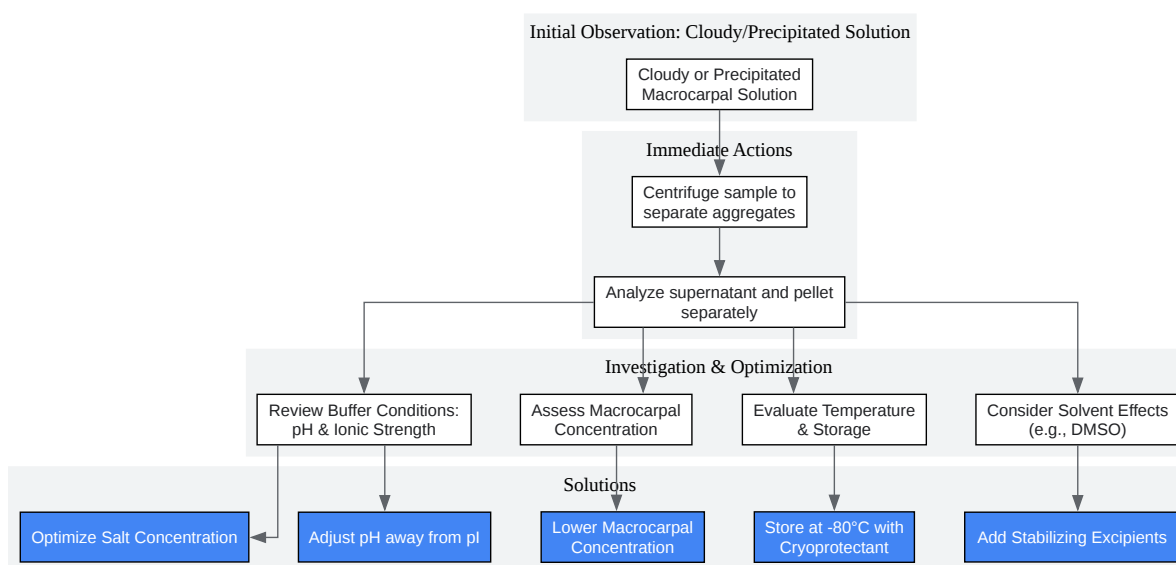 Initial Observation: Cloudy/Precipitated Solution
Cloudy or Precipitated
Macrocarpal Solution
Immediate Actions
Centrifuge sample to
separate aggregates
Analyze supernatant and pellet
separately
Investigation & Optimization
Review Buffer Conditions:
pH & Ionic Strength
Assess Macrocarpal
Concentration
Evaluate Temperature
& Storage
Consider Solvent Effects
(e.g., DMSO)
Solutions
Optimize Salt Concentration
Adjust pH away from pI
Lower Macrocarpal
Concentration
Store at -80°C with
Cryoprotectant
Add Stabilizing Excipients